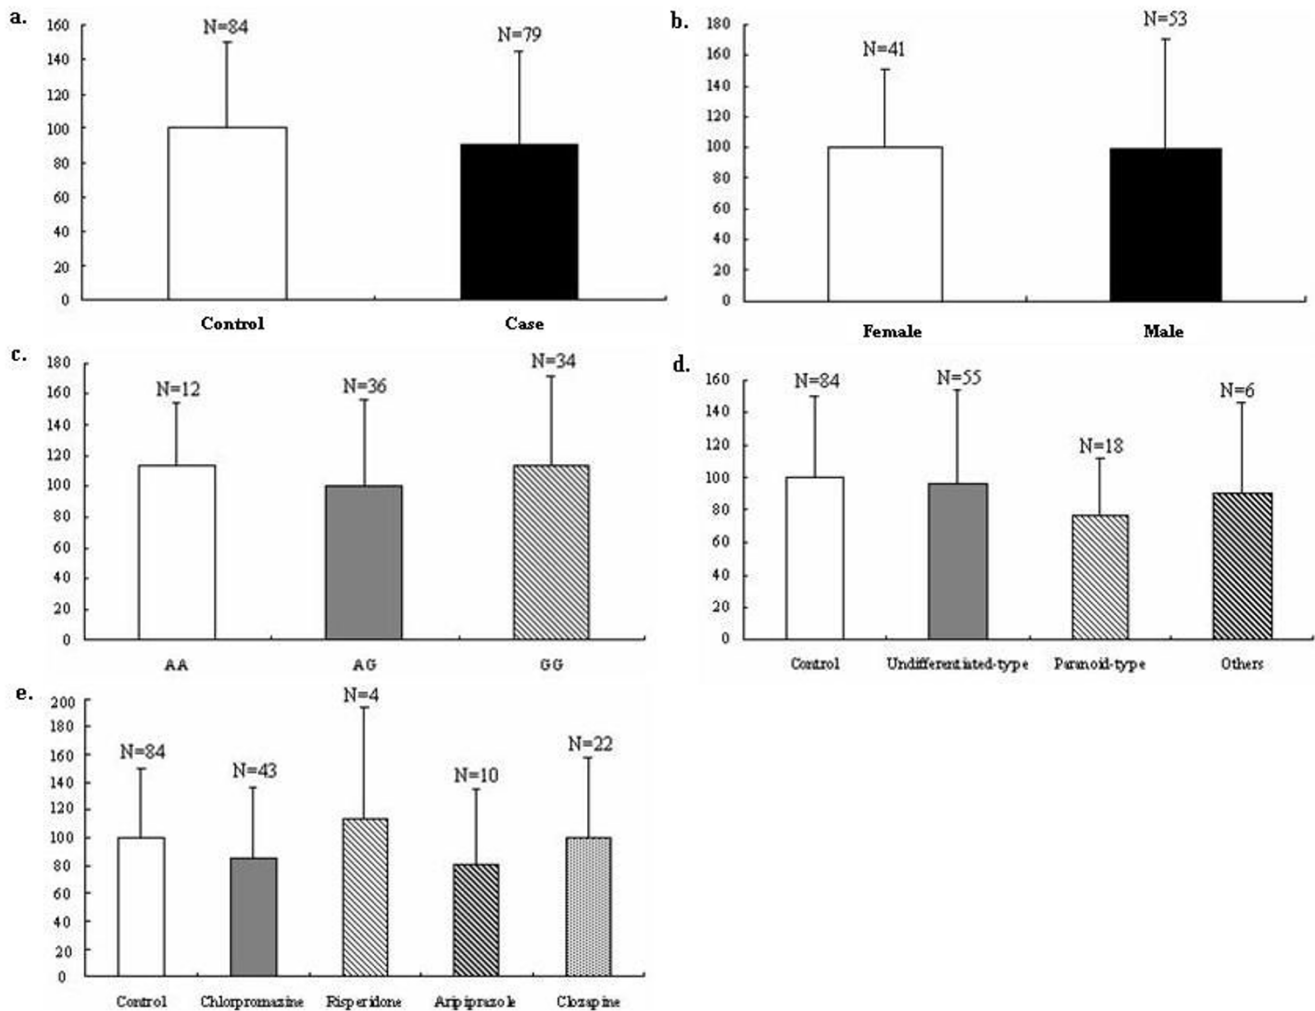 a.
N=84
N=79
160
140
120
100
80
60
40
20
0
Control Case
b.
N=41
N=53
180
160
140
120
100
80
60
40
20
0
Female Male
c.
N=12
N=36
N=34
180
160
140
120
100
80
60
40
20
0
AA AG GG
d.
N=84
N=55
N=18
N=6
160
140
120
100
80
60
40
20
0
Control Undifferentiated-type Paranoid-type Others
e.
N=84
N=43
N=4
N=10
N=22
200
180
160
140
120
100
80
60
40
20
0
Control Chlorpromazine Risperidone Aripiprazole Clozapine